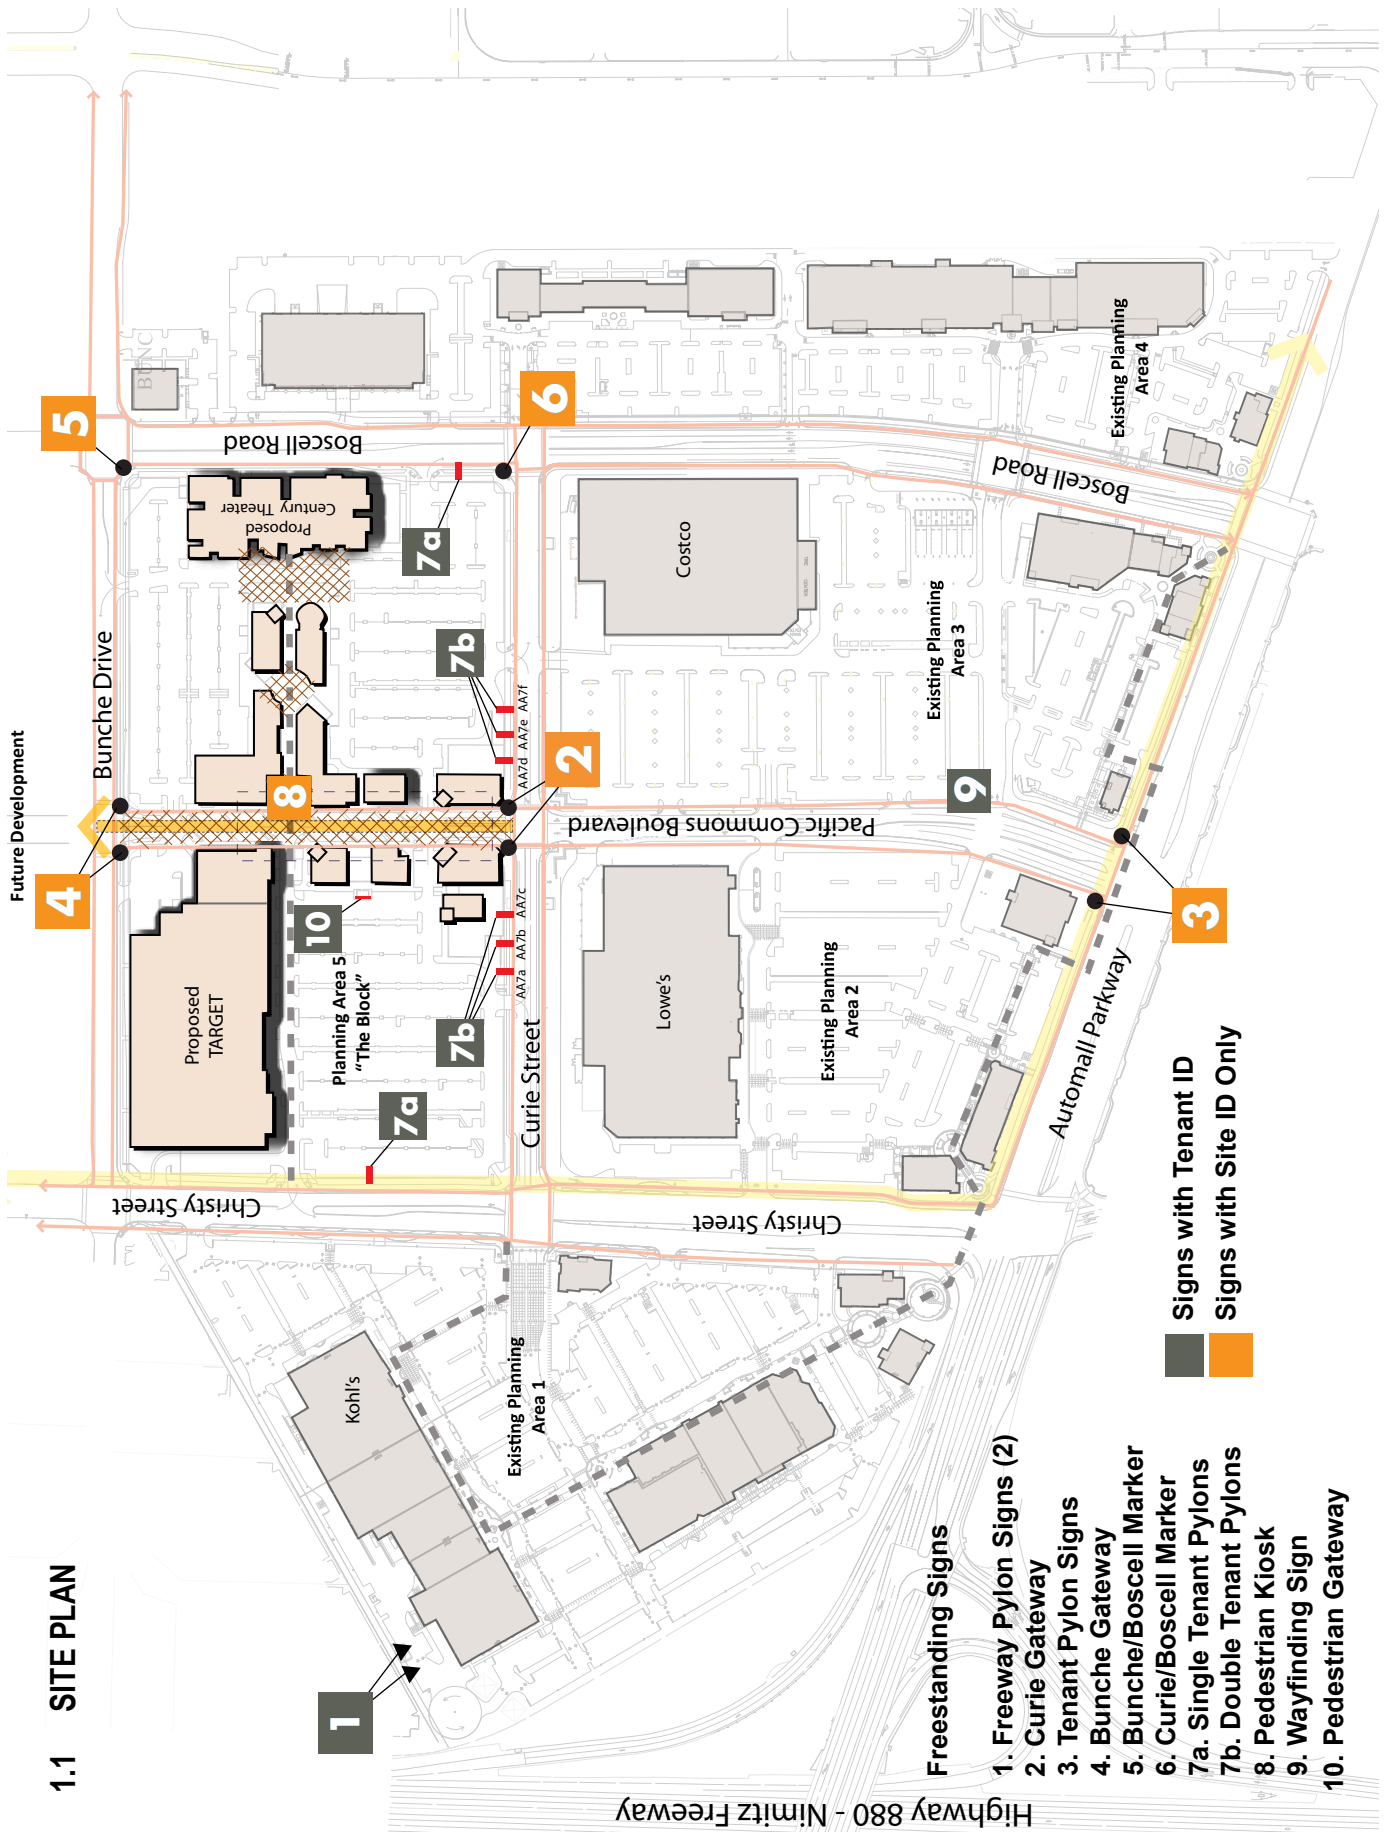 1.1 SITE PLAN
Future Development
Bunche Drive
BUNC
4
5
Boscell Road
Proposed
Century Theater
7a
6
Proposed
TARGET
8
10
Planning Area 5
"The Block"
7a
7b
AA7a
AA7b
AA7c
7b
AA7d
AA7e
AA7f
2
Curie Street
Christy Street
Christy Street
Pacific Commons Boulevard
Boscell Road
Costco
Lowe's
Kohl's
Existing Planning
Area 1
Existing Planning
Area 2
Existing Planning
Area 3
Existing Planning
Area 4
9
3
Automall Parkway
1
Highway 880 - Nimitz Freeway
Freestanding Signs
1. Freeway Pylon Signs (2)
2. Curie Gateway
3. Tenant Pylon Signs
4. Bunche Gateway
5. Bunche/Boscell Marker
6. Curie/Boscell Marker
7a. Single Tenant Pylons
7b. Double Tenant Pylons
8. Pedestrian Kiosk
9. Wayfinding Sign
10. Pedestrian Gateway
Signs with Tenant ID
Signs with Site ID Only